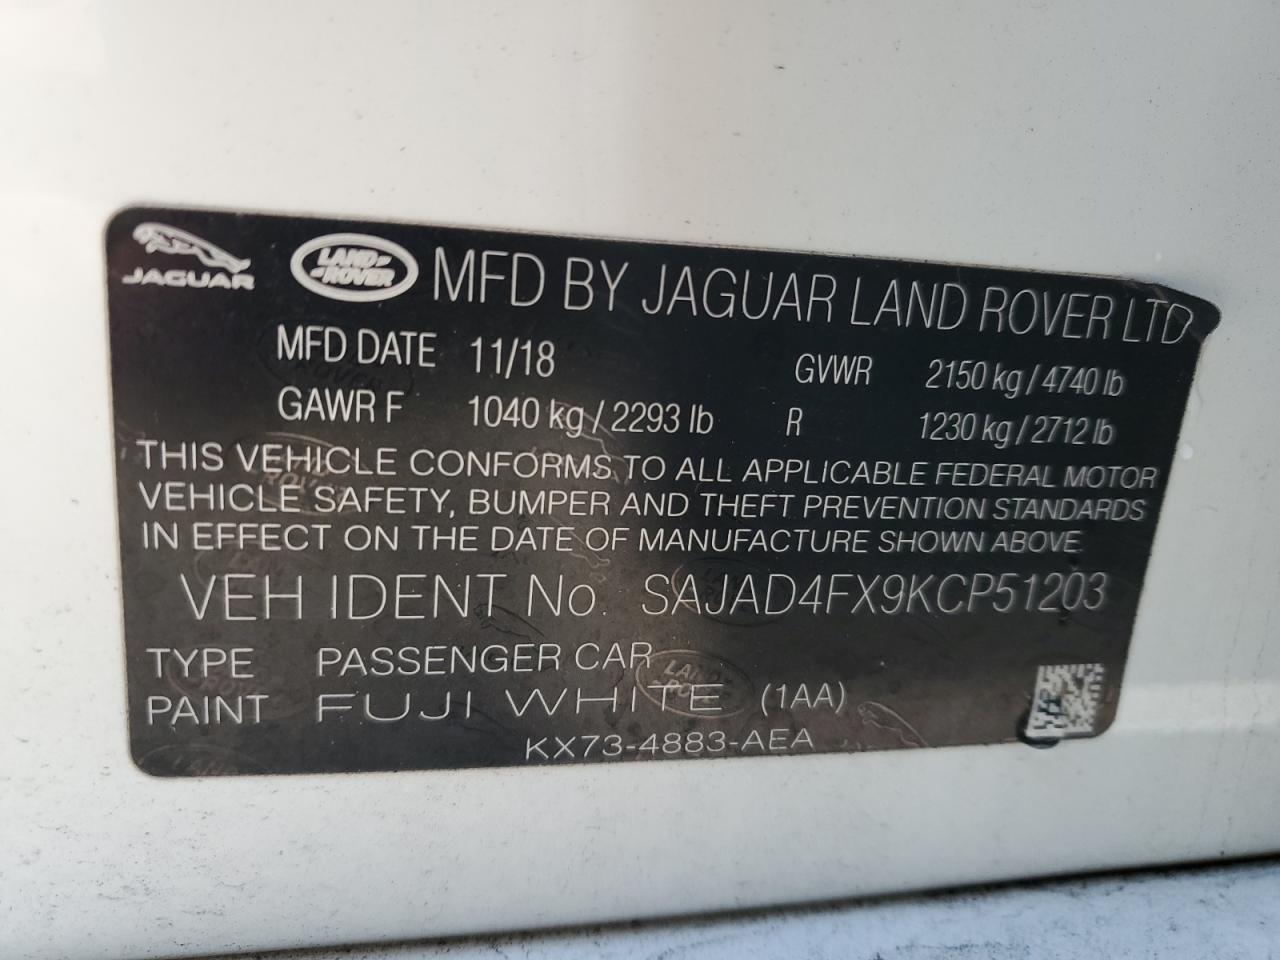 JAGUAR LAND ROVER MFD BY JAGUAR LAND ROVER LTD
MFD DATE 11/18 GVWR 2150 kg / 4740 lb
GAWR F 1040 kg / 2293 lb R 1230 kg / 2712 lb
THIS VEHICLE CONFORMS TO ALL APPLICABLE FEDERAL MOTOR
VEHICLE SAFETY, BUMPER AND THEFT PREVENTION STANDARDS
IN EFFECT ON THE DATE OF MANUFACTURE SHOWN ABOVE.
VEH IDENT No. SAJAD4FX9KCP51203
TYPE PASSENGER CAR
PAINT FUJI WHITE (1AA)
KX73-4883-AEA